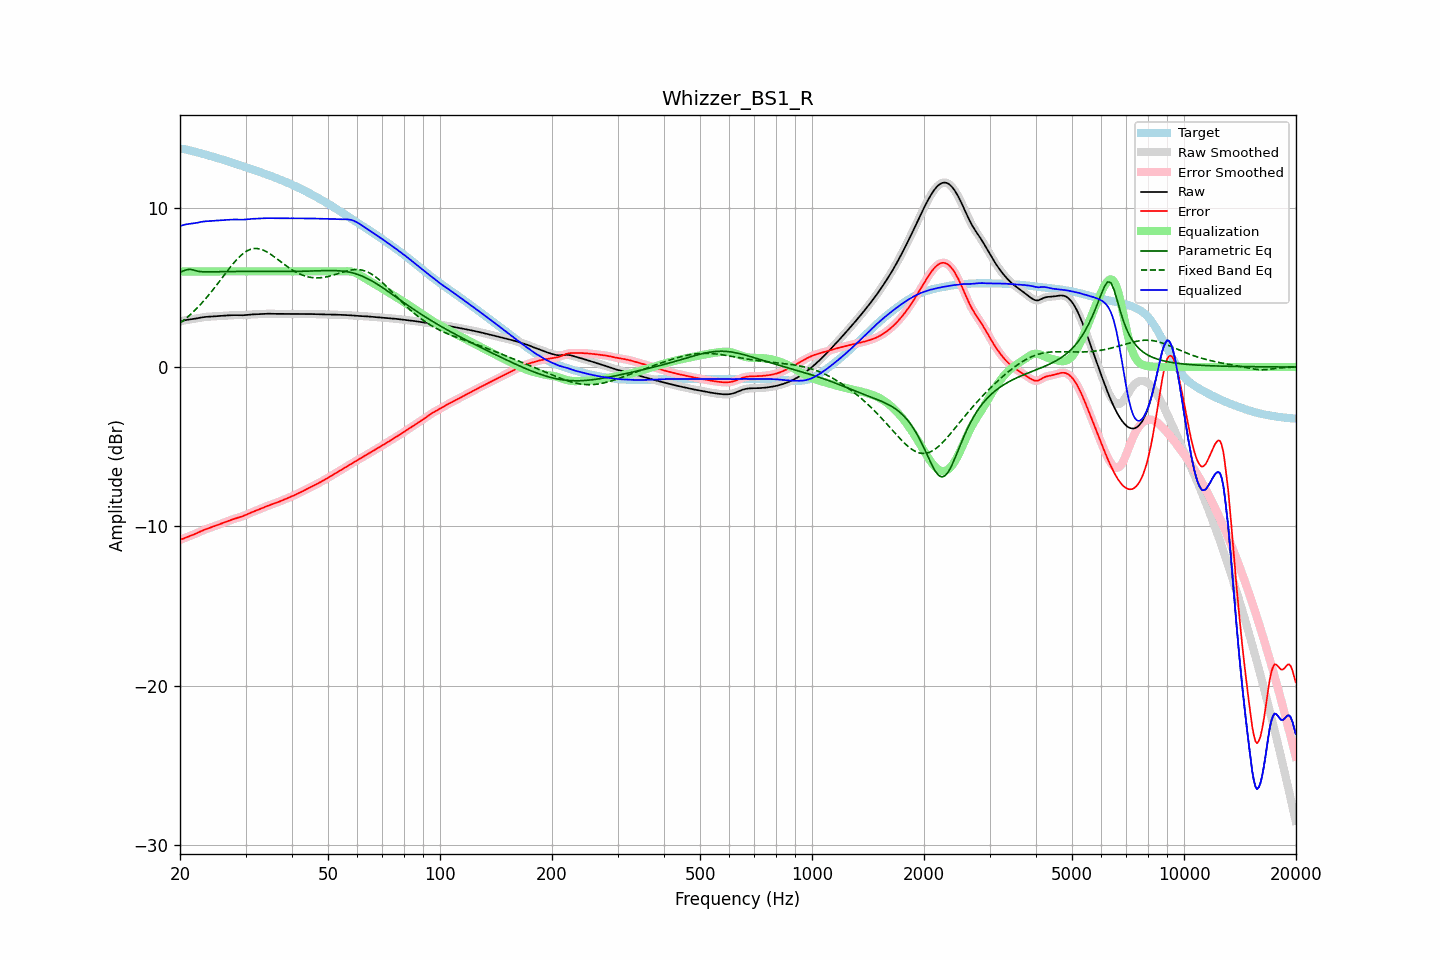 Whizzer_BS1_R
Target
Raw Smoothed
Error Smoothed
Raw
Error
Equalization
Parametric Eq
Fixed Band Eq
Equalized
10
0
−10
−20
−30
Amplitude (dBr)
20
50
100
200
500
1000
2000
5000
10000
20000
Frequency (Hz)